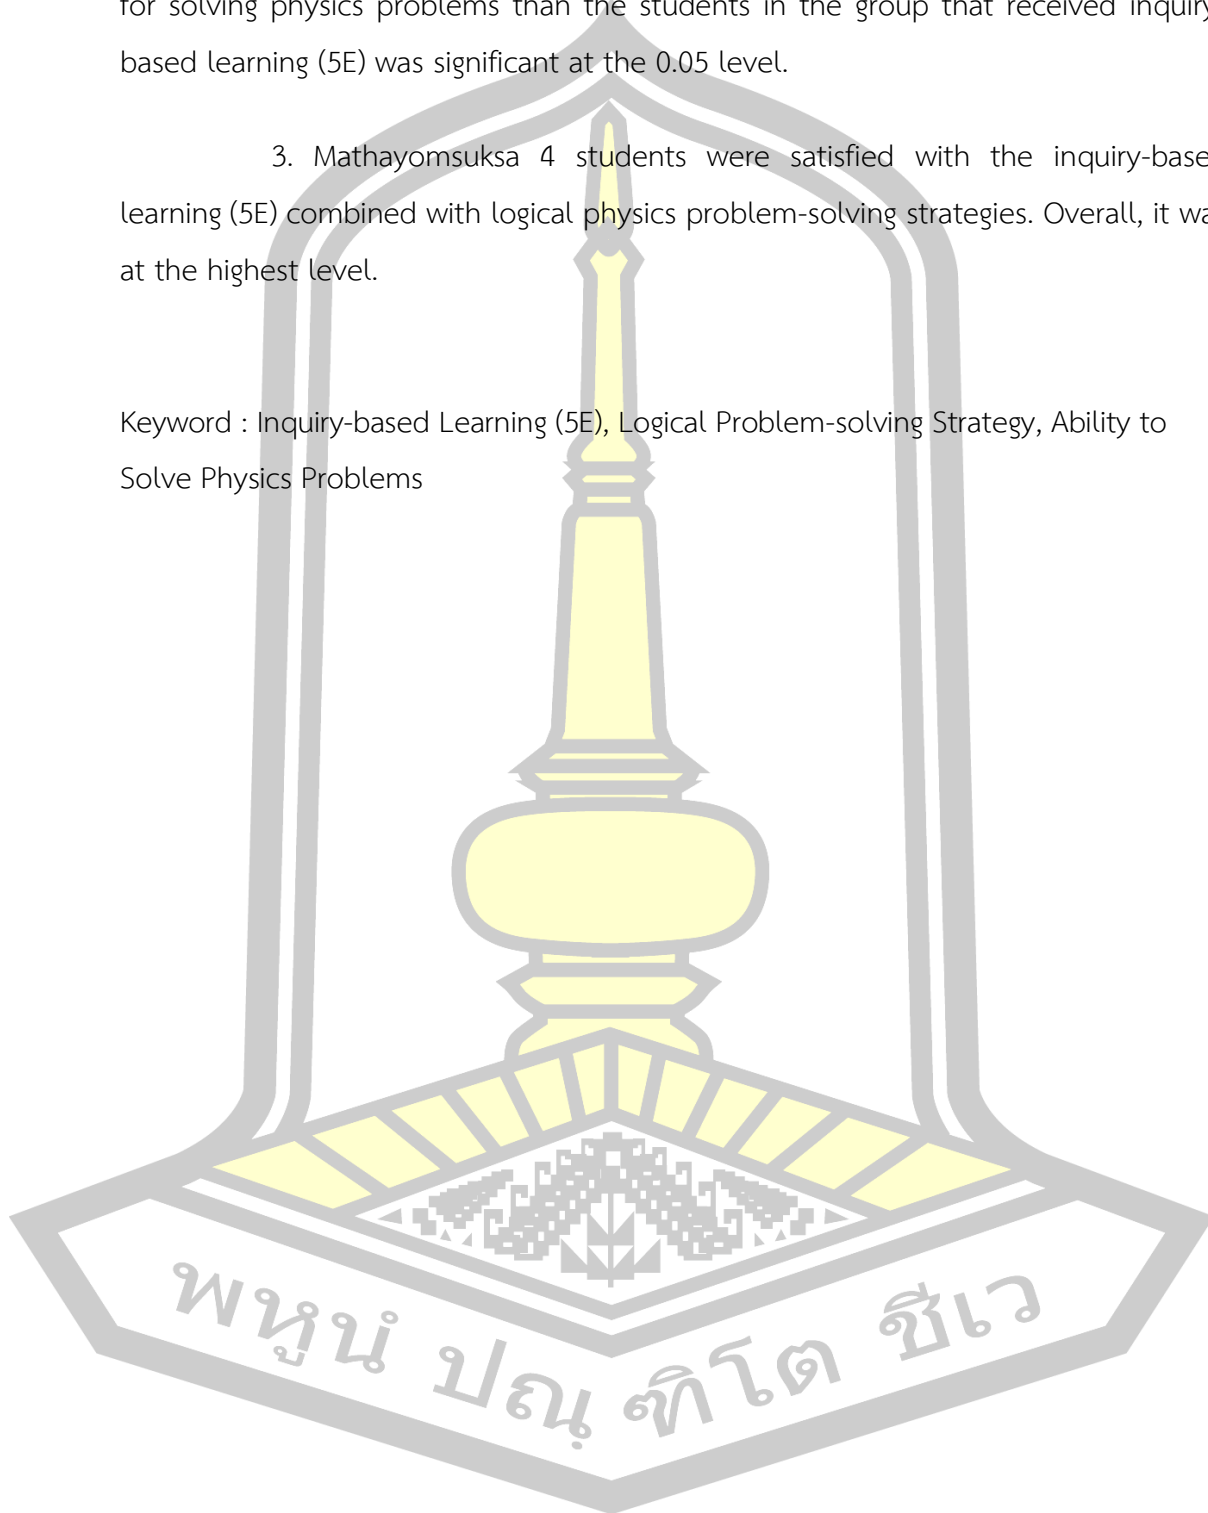 for solving physics problems than the students in the group that received inquiry
based learning (5E) was significant at the 0.05 level.
3. Mathayomsuksa 4 students were satisfied with the inquiry-base
learning (5E) combined with logical physics problem-solving strategies. Overall, it wa
at the highest level.
Keyword : Inquiry-based Learning (5E), Logical Problem-solving Strategy, Ability to
Solve Physics Problems
พหูนํ ปณฺฑิโต ชีเว